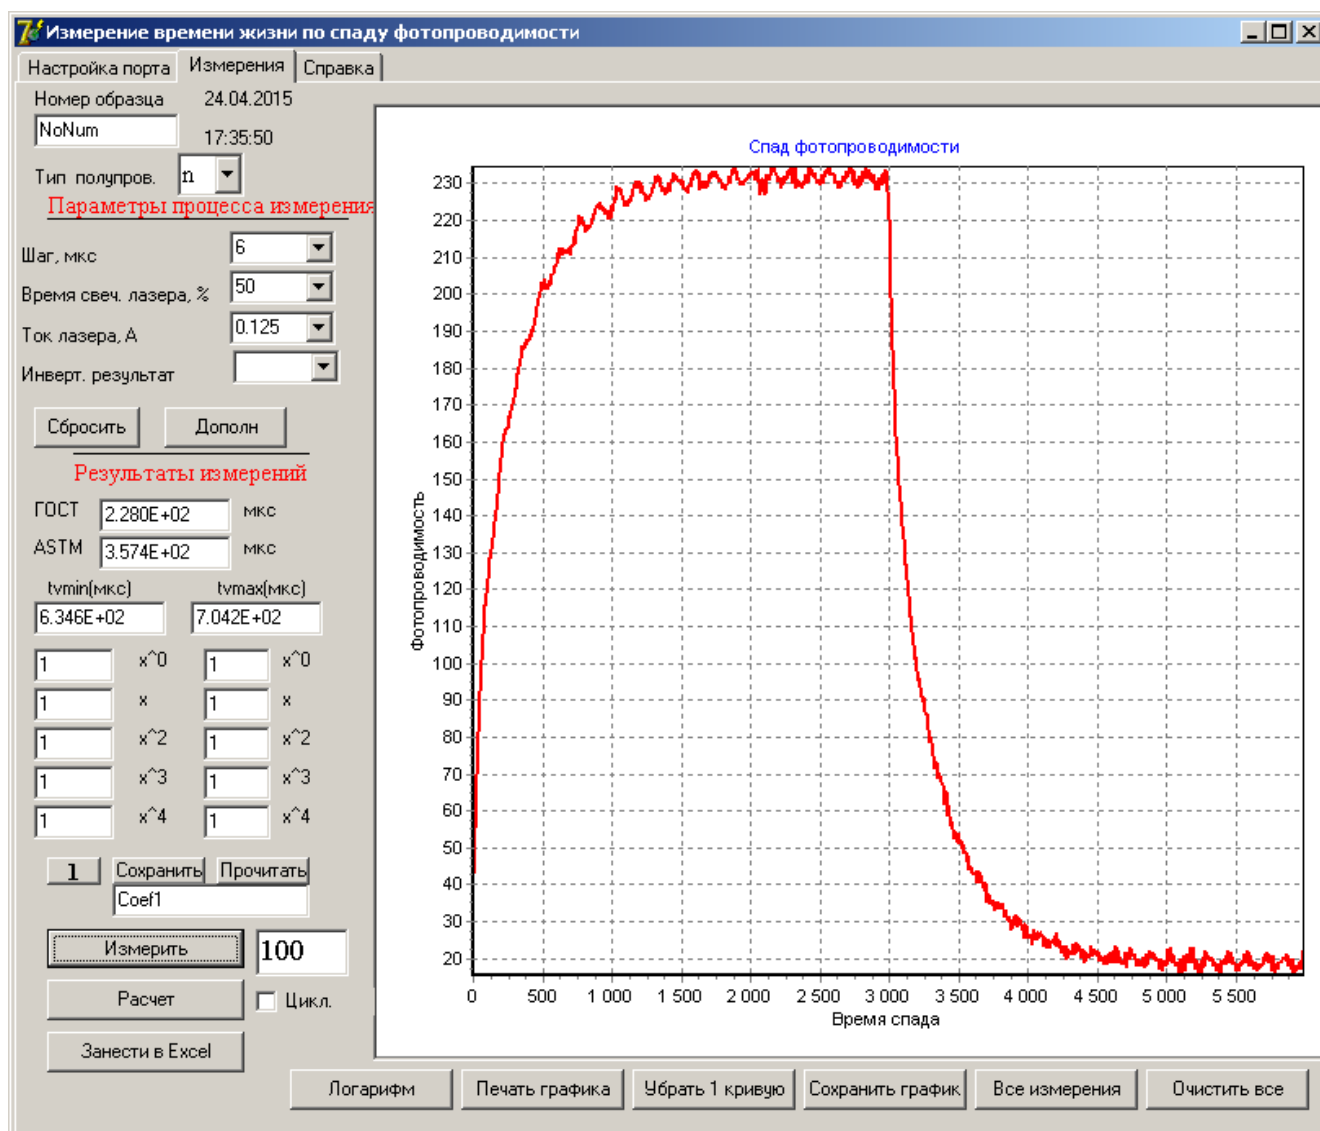 Измерение времени жизни по спаду фотопроводимости
Настройка порта Измерения Справка
Номер образца 24.04.2015
NoNum
17:35:50
Тип полупров. n
Параметры процесса измерения
Шаг, мкс 6
Время свеч. лазера, % 50
Ток лазера, А 0.125
Инверт. результат
Сбросить Дополн
Результаты измерений
ГОСТ 2.280E+02 мкс
ASTM 3.574E+02 мкс
tvmin(мкс) tvmax(мкс)
6.346E+02 7.042E+02
1 x^0 1 x^0
1 x 1 x
1 x^2 1 x^2
1 x^3 1 x^3
1 x^4 1 x^4
1 Сохранить Прочитать
Coef1
Измерить 100
Расчет Цикл.
Занести в Excel
Спад фотопроводимости
230
220
210
200
190
180
170
160
150
140
130
120
110
100
90
80
70
60
50
40
30
20
Фотопроводимость
0 500 1 000 1 500 2 000 2 500 3 000 3 500 4 000 4 500 5 000 5 500
Время спада
Логарифм Печать графика Убрать 1 кривую Сохранить график Все измерения Очистить все